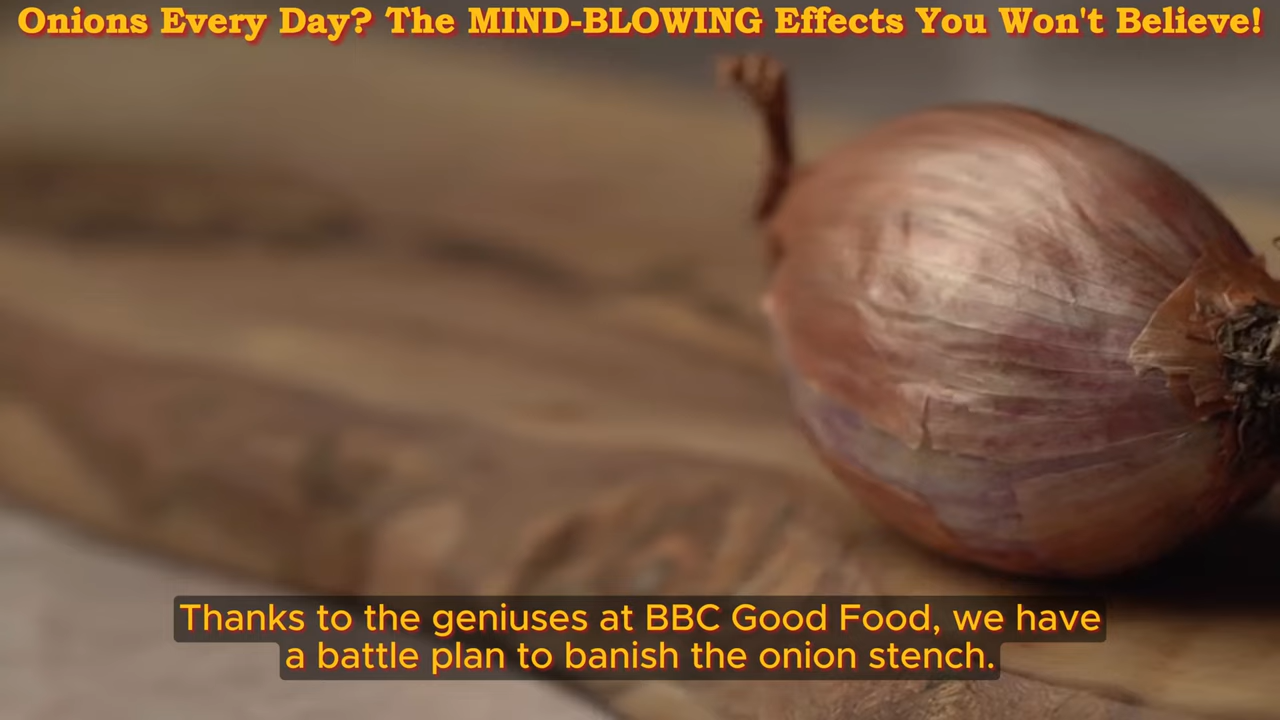 Onions Every Day? The MIND-BLOWING Effects You Won't Believe!
Thanks to the geniuses at BBC Good Food, we have
a battle plan to banish the onion stench.